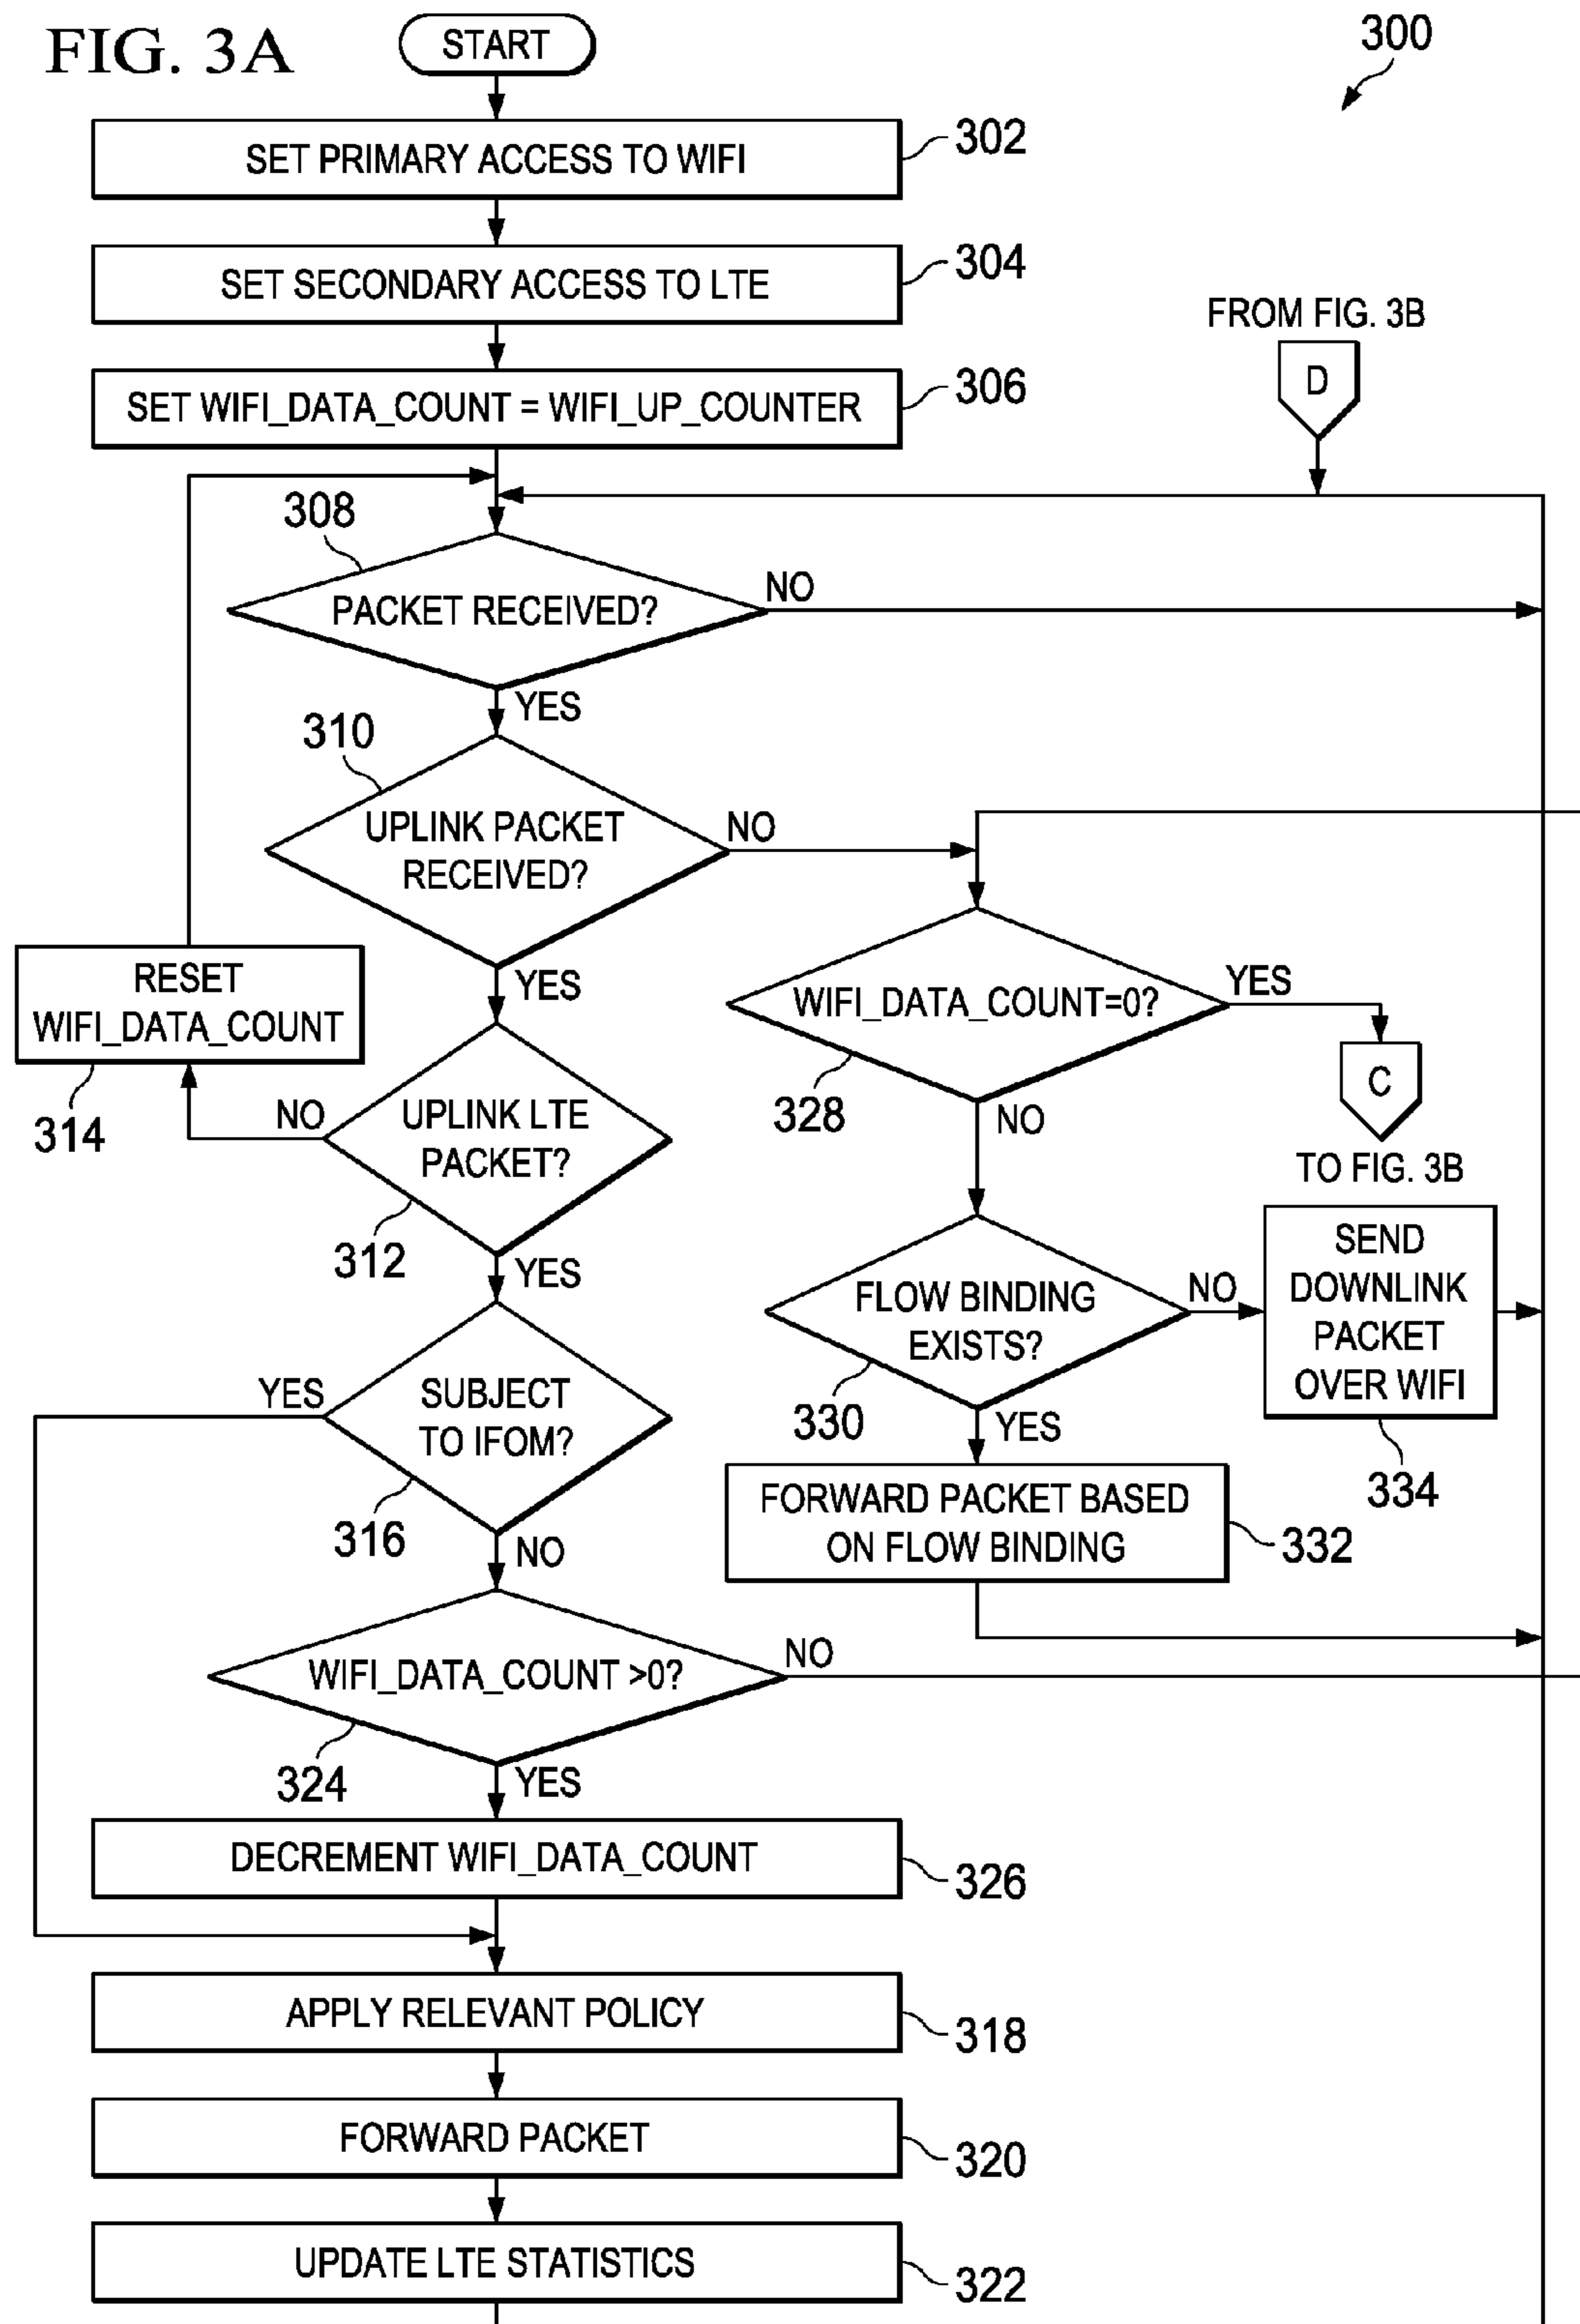 FIG. 3A
START
300
SET PRIMARY ACCESS TO WIFI
302
SET SECONDARY ACCESS TO LTE
304
FROM FIG. 3B
D
SET WIFI_DATA_COUNT = WIFI_UP_COUNTER
306
308
PACKET RECEIVED?
NO
YES
310
UPLINK PACKET
RECEIVED?
NO
YES
RESET
WIFI_DATA_COUNT
314
NO
UPLINK LTE
PACKET?
312
YES
WIFI_DATA_COUNT=0?
YES
328
NO
C
TO FIG. 3B
YES
SUBJECT
TO IFOM?
316
NO
FLOW BINDING
EXISTS?
NO
330
YES
SEND
DOWNLINK
PACKET
OVER WIFI
334
FORWARD PACKET BASED
ON FLOW BINDING
332
WIFI_DATA_COUNT >0?
NO
324
YES
DECREMENT WIFI_DATA_COUNT
326
APPLY RELEVANT POLICY
318
FORWARD PACKET
320
UPDATE LTE STATISTICS
322